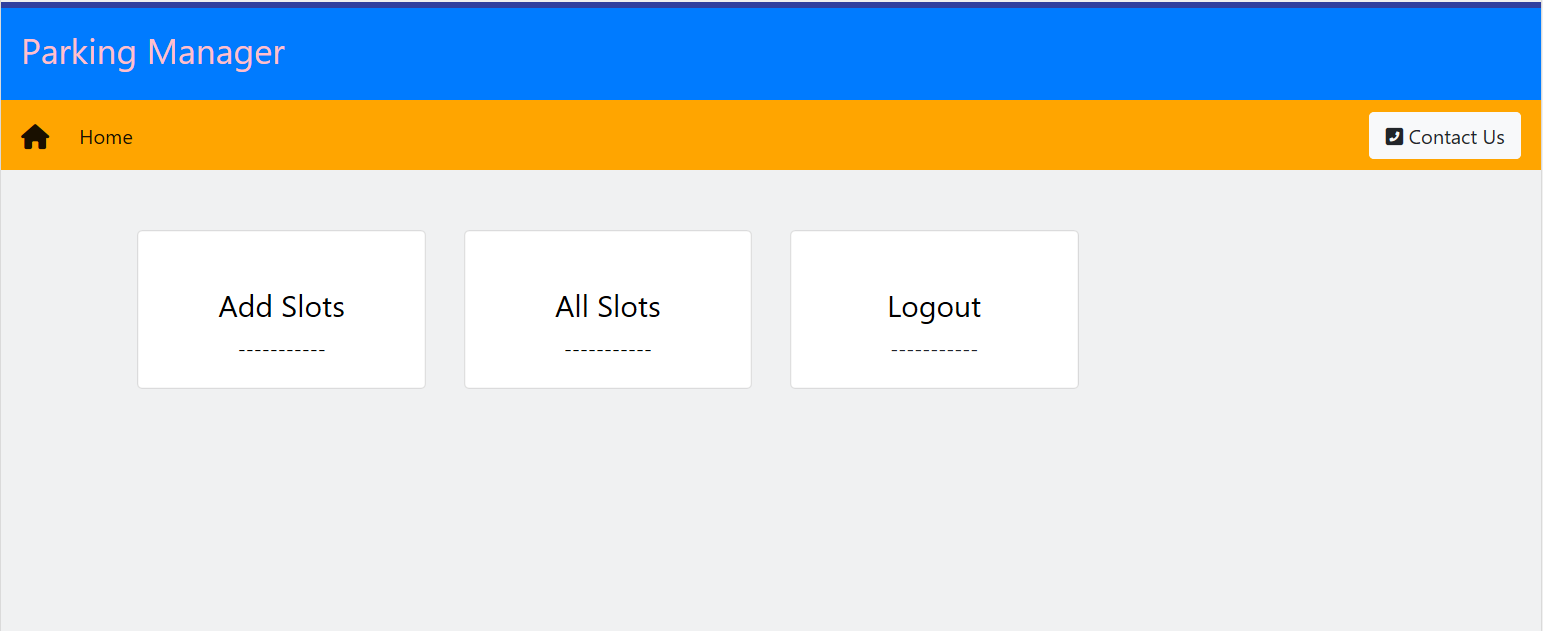 Parking Manager
Home
Contact Us
Add Slots
All Slots
Logout
-----------
-----------
-----------